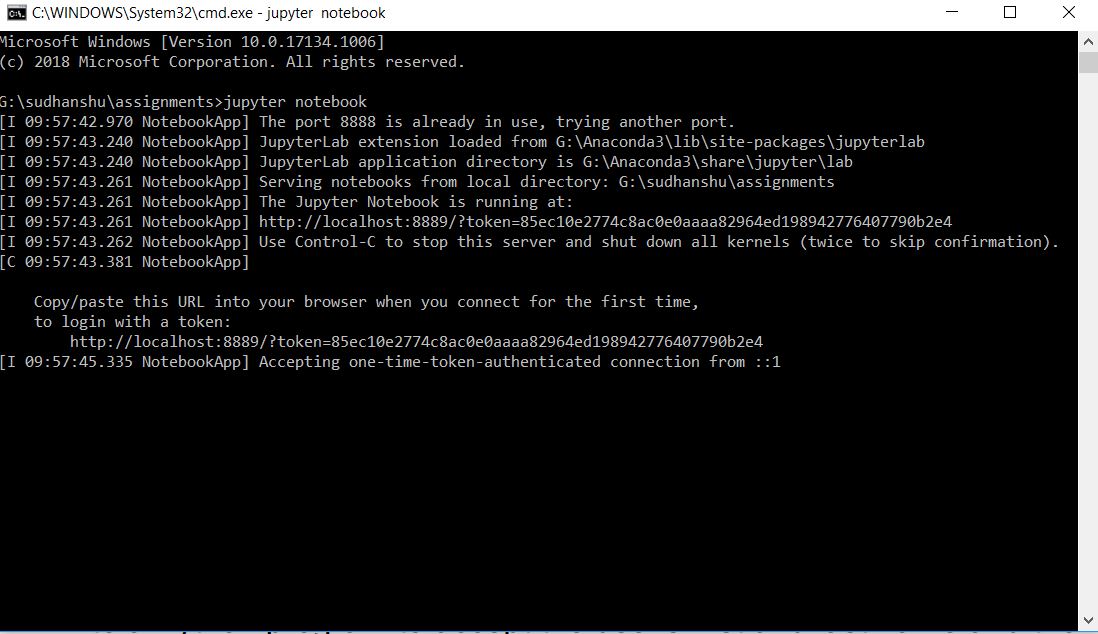 C:\WINDOWS\System32\cmd.exe - jupyter  notebook
Microsoft Windows [Version 10.0.17134.1006]
(c) 2018 Microsoft Corporation. All rights reserved.
G:\sudhanshu\assignments>jupyter notebook
[I 09:57:42.970 NotebookApp] The port 8888 is already in use, trying another port.
[I 09:57:43.240 NotebookApp] JupyterLab extension loaded from G:\Anaconda3\lib\site-packages\jupyterlab
[I 09:57:43.240 NotebookApp] JupyterLab application directory is G:\Anaconda3\share\jupyter\lab
[I 09:57:43.261 NotebookApp] Serving notebooks from local directory: G:\sudhanshu\assignments
[I 09:57:43.261 NotebookApp] The Jupyter Notebook is running at:
[I 09:57:43.261 NotebookApp] http://localhost:8889/?token=85ec10e2774c8ac0e0aaaa82964ed198942776407790b2e4
[I 09:57:43.262 NotebookApp] Use Control-C to stop this server and shut down all kernels (twice to skip confirmation).
[C 09:57:43.381 NotebookApp]
Copy/paste this URL into your browser when you connect for the first time,
to login with a token:
http://localhost:8889/?token=85ec10e2774c8ac0e0aaaa82964ed198942776407790b2e4
[I 09:57:45.335 NotebookApp] Accepting one-time-token-authenticated connection from ::1